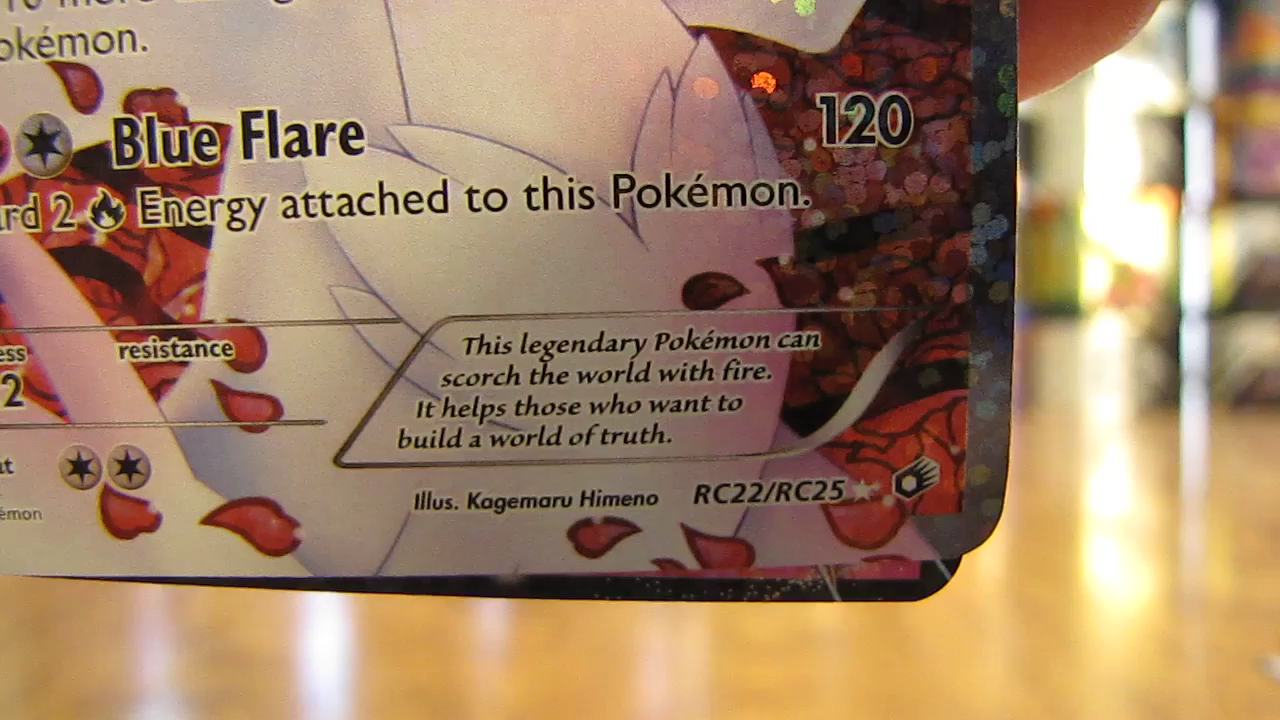 okémon.
Blue Flare 120
2 Energy attached to this Pokémon.
resistance
2
This legendary Pokémon can
scorch the world with fire.
It helps those who want to
build a world of truth.
Illus. Kagemaru Himeno RC22/RC25
émon